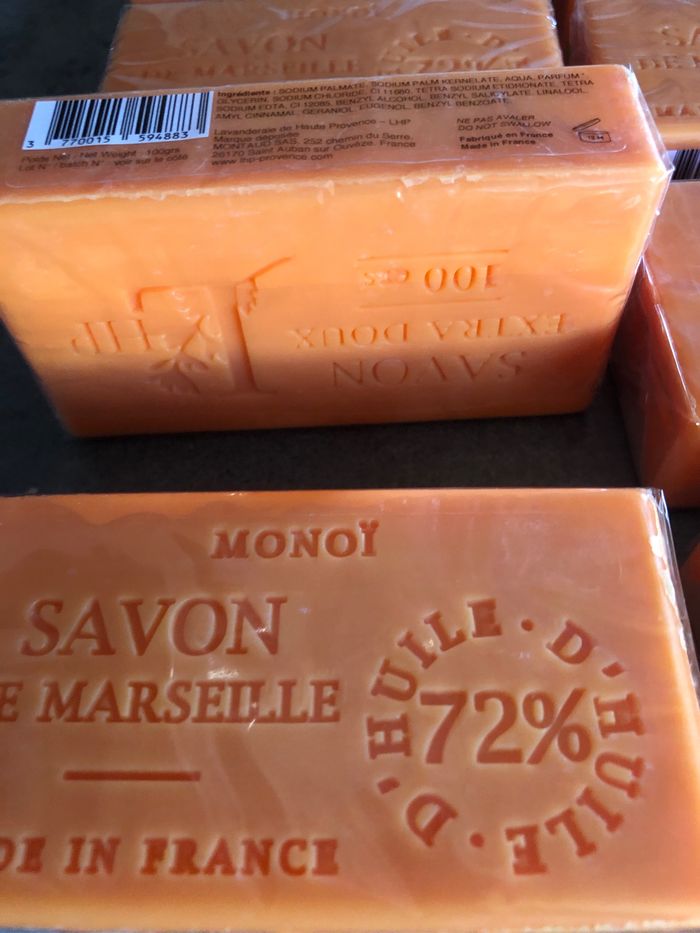 SAVON
DE MARSEILLE
HUILE · D'
72%
Ingrédients : SODIUM PALMATE, SODIUM PALM KERNELATE, AQUA, PARFUM
GLYCERIN, SODIUM CHLORIDE, CI 11680, TETRA SODIUM ETIDRONATE, TETRA
SODIUM EDTA, CI 12085, BENZYL ALCOHOL, BENZYL SALICYLATE, LINALOOL,
AMYL CINNAMAL, GERANIOL, EUGENOL, BENZYL BENZOATE
3 770015 594883
Poids Net / Net Weight : 100grs
Lot N° / batch N° : voir sur le côté
Lavanderaie de Haute Provence - LHP
Marque déposée
MONTAUD SAS, 252 chemin du Serre,
26170 Saint Auban sur Ouvèze, France
www.lhp-provence.com
NE PAS AVALER
DO NOT SWALLOW
Fabriqué en France
Made in France
12 M
SAVON
EXTRA DOUX
100 GRS
LHP
MONOÏ
SAVON
E MARSEILLE
DE IN FRANCE
D'HUILE · D'HUILE ·
72%